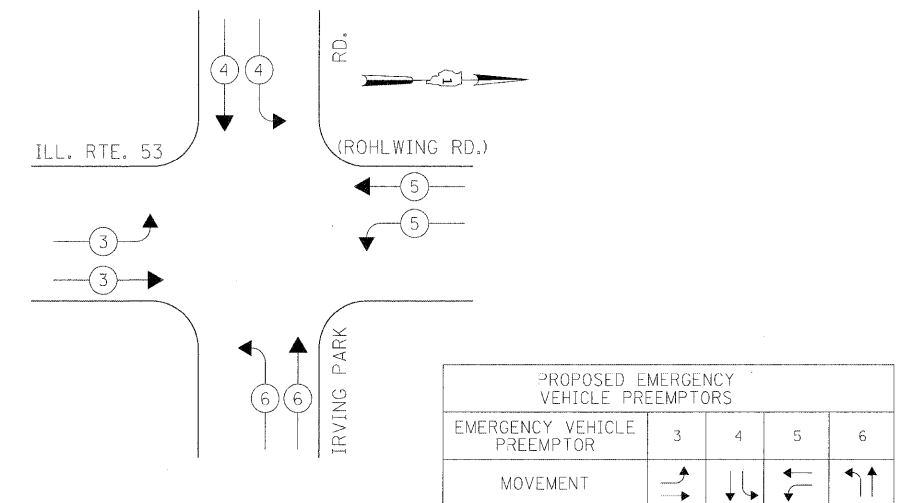 RD.
4 4
ILL. RTE. 53
(ROHLWING RD.)
5
3
5
3
IRVING PARK
6 6
PROPOSED EMERGENCY
VEHICLE PREEMPTORS
EMERGENCY VEHICLE
PREEMPTOR
3 4 5 6
MOVEMENT